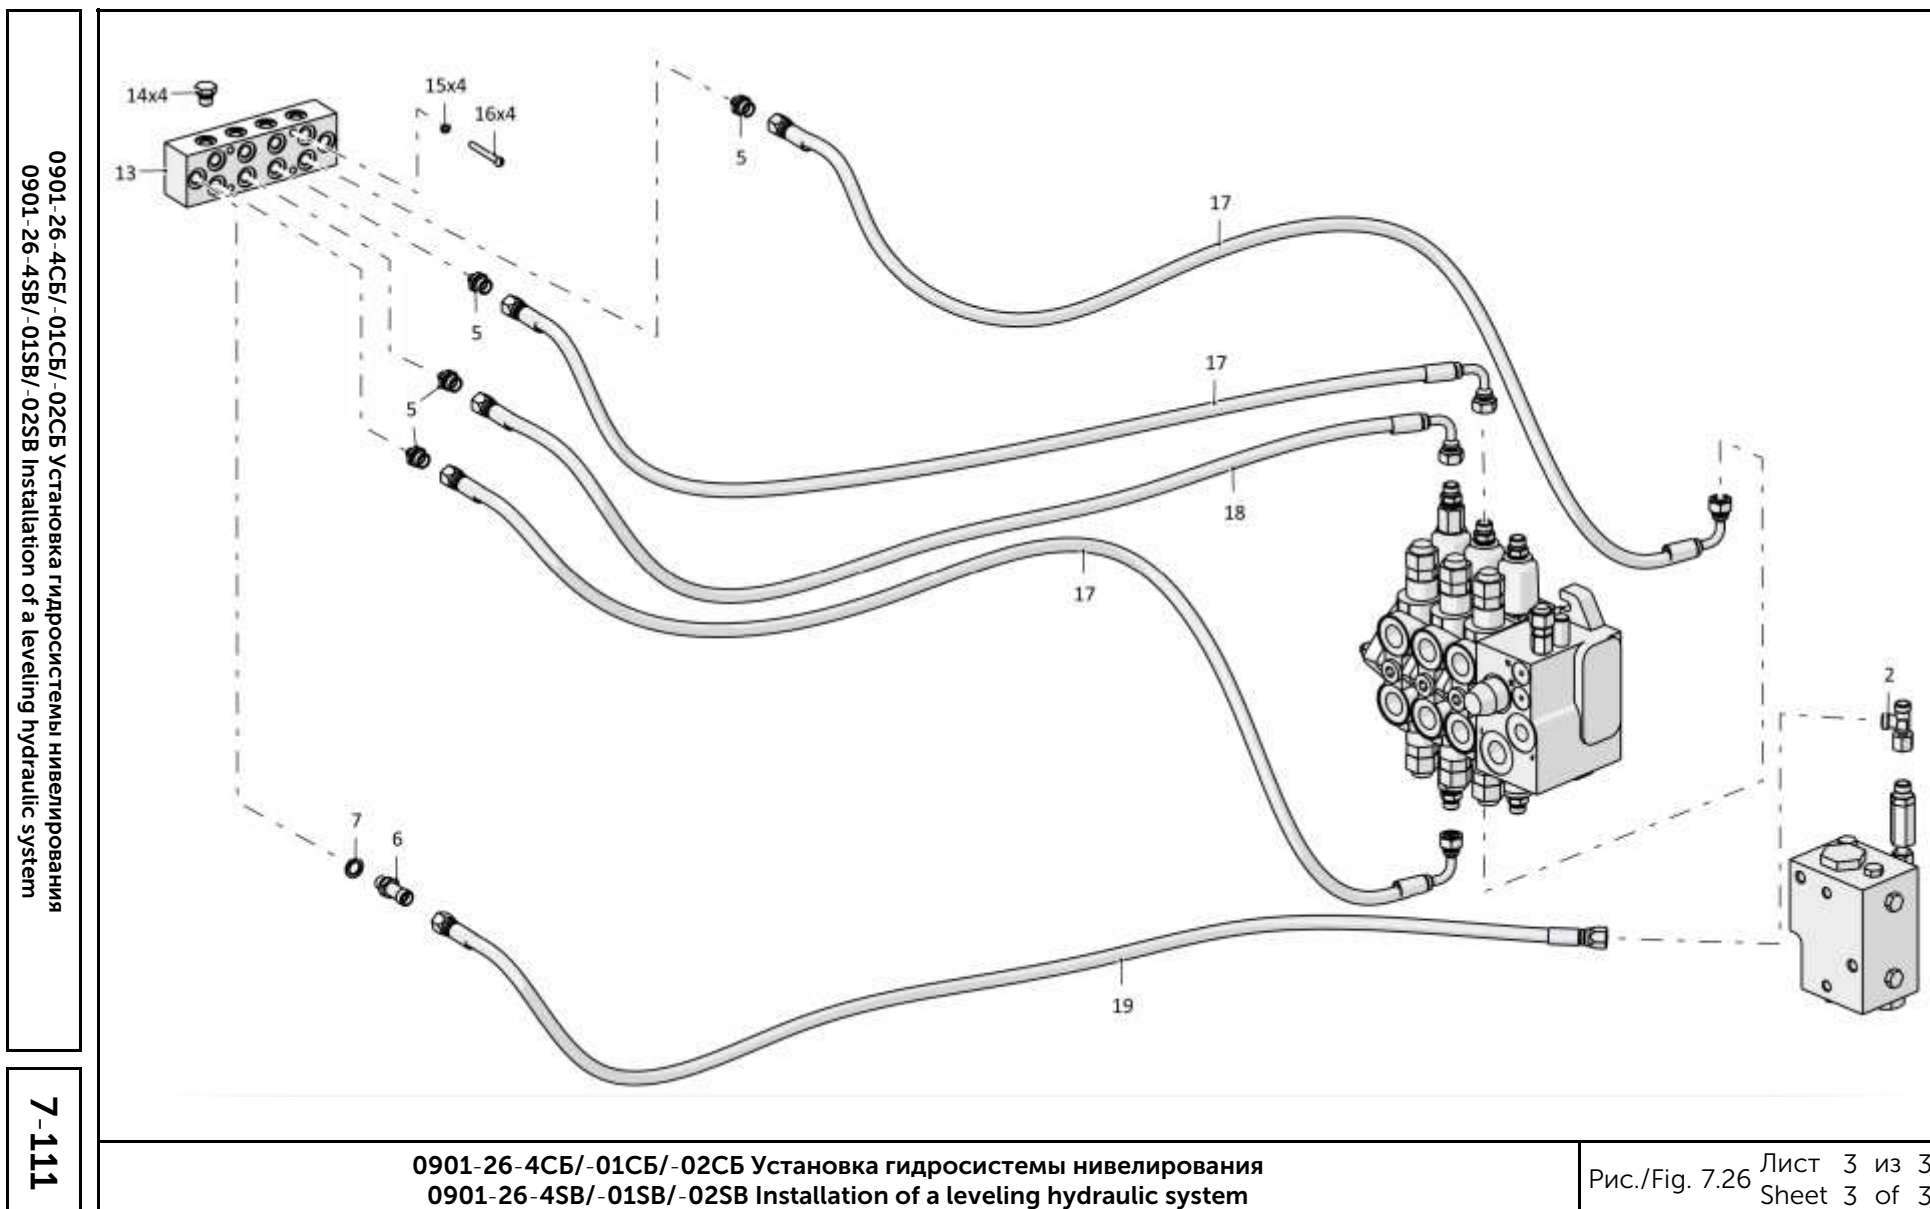 0901-26-4СБ/-01СБ/-02СБ Установка гидросистемы нивелирования
0901-26-4SB/-01SB/-02SB Installation of a leveling hydraulic system
7-111
14x4
13
15x4
16x4
5
17
5
17
5
18
17
2
7
6
19
0901-26-4СБ/-01СБ/-02СБ Установка гидросистемы нивелирования
0901-26-4SB/-01SB/-02SB Installation of a leveling hydraulic system
Рис./Fig. 7.26
Лист 3 из 3
Sheet 3 of 3